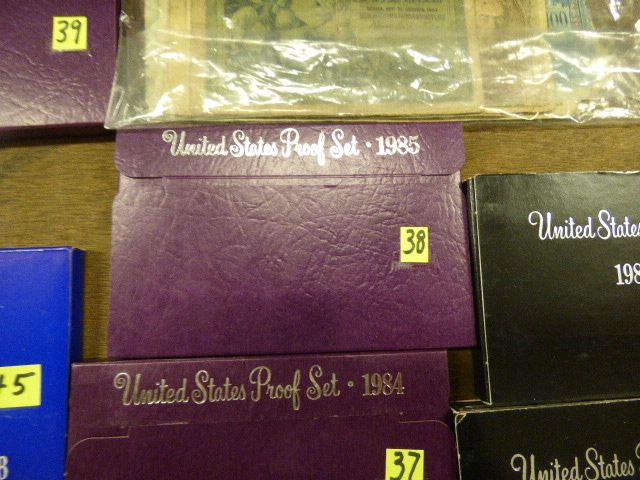 39
United States Proof Set · 1985
38
United States
198
45
United States Proof Set · 1984
37
United States